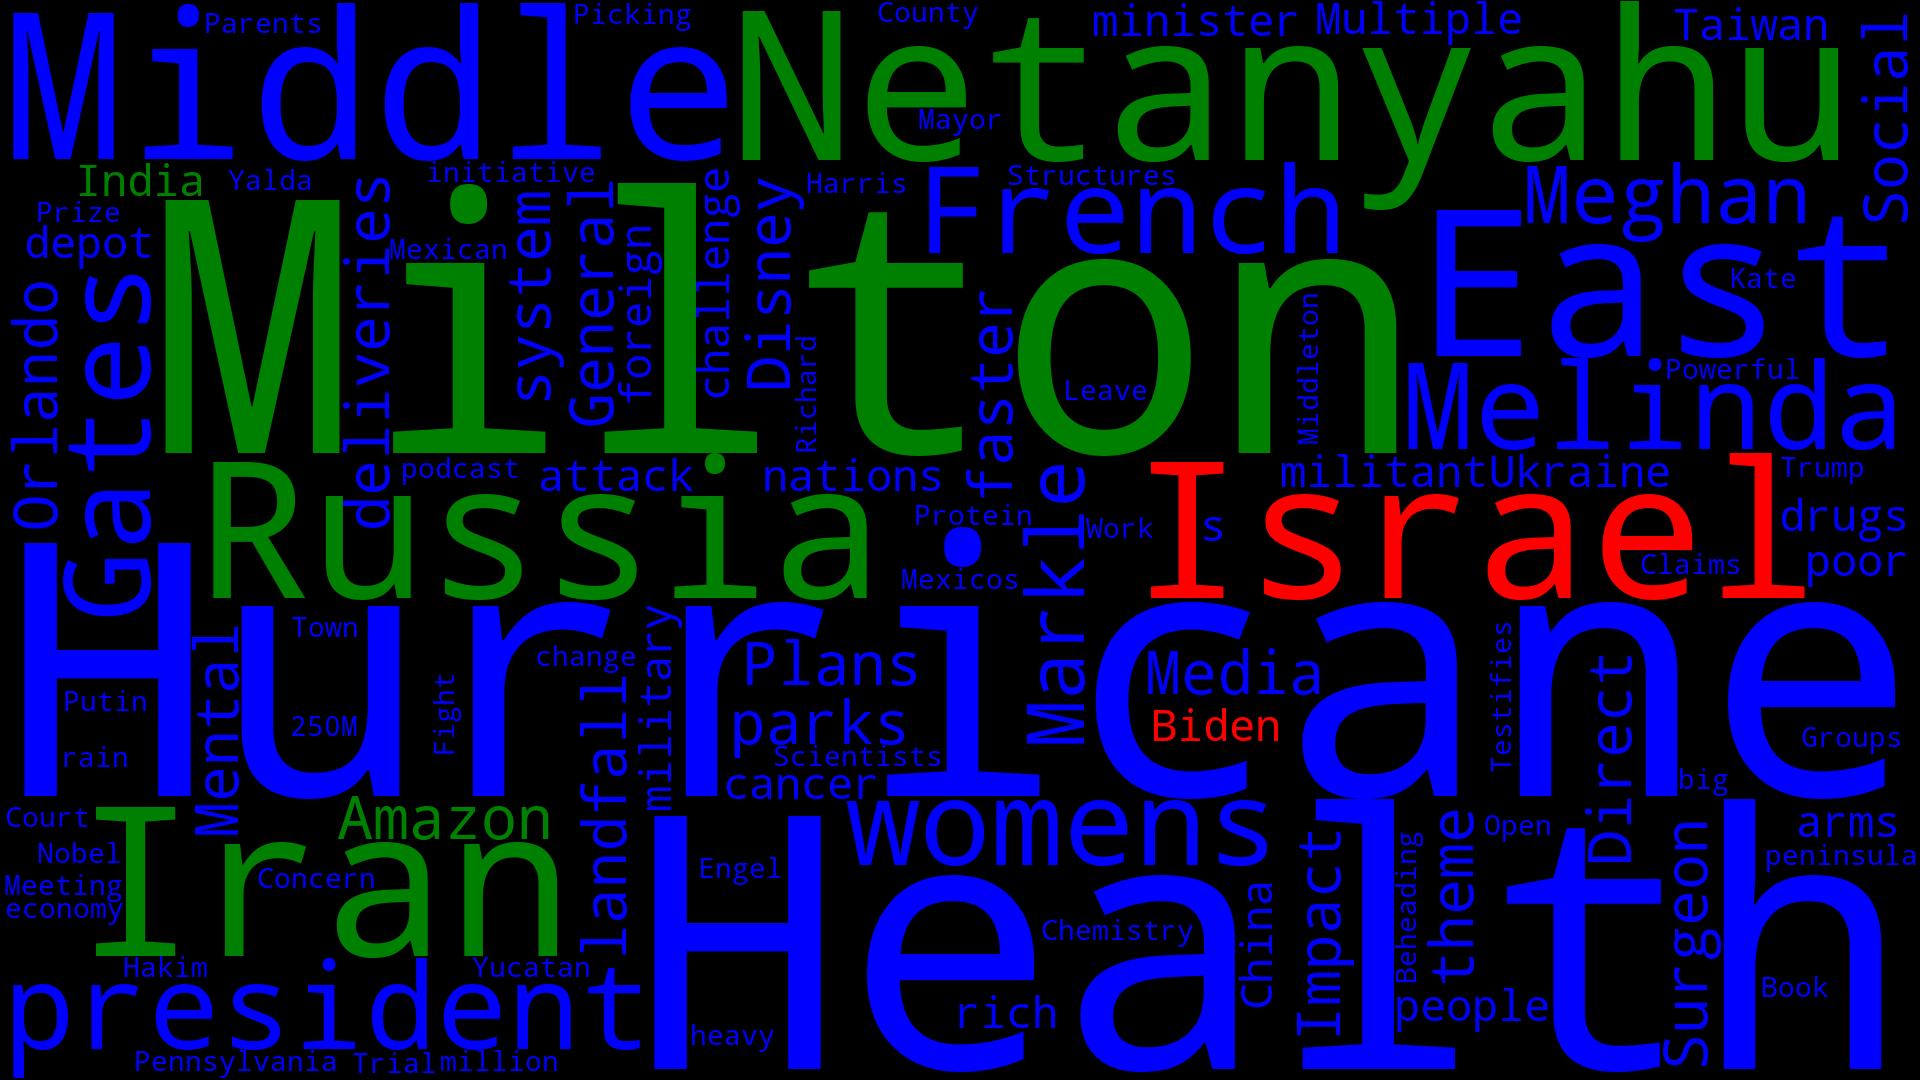 Middle
Netanyahu
Parents
Picking
County
minister
Multiple
Taiwan
Social
Mayor
India
Yalda
initiative
Harris
Structures
French
Meghan
Prize
depot
deliveries
Mexican
system
General
foreign
challenge
Disney
Milton
East
Kate
Orlando
Gates
Richard
faster
Leave
Middleton
Melinda
Powerful
podcast
attack
nations
militant
Ukraine
Trump
Russia
Protein
Markle
Work
s
Israel
drugs
Mexicos
Claims
poor
Hurricane
Town
Mental
change
military
Plans
Media
Testifies
Direct
Putin
250M
Fight
landfall
parks
Biden
Groups
rain
Scientists
cancer
big
Court
Amazon
womens
Impact
Beheading
theme
Open
Surgeon
arms
Nobel
peninsula
Meeting
Iran
Concern
Engel
economy
Health
Chemistry
China
Hakim
Yucatan
president
rich
people
Book
heavy
Pennsylvania
Trial
million